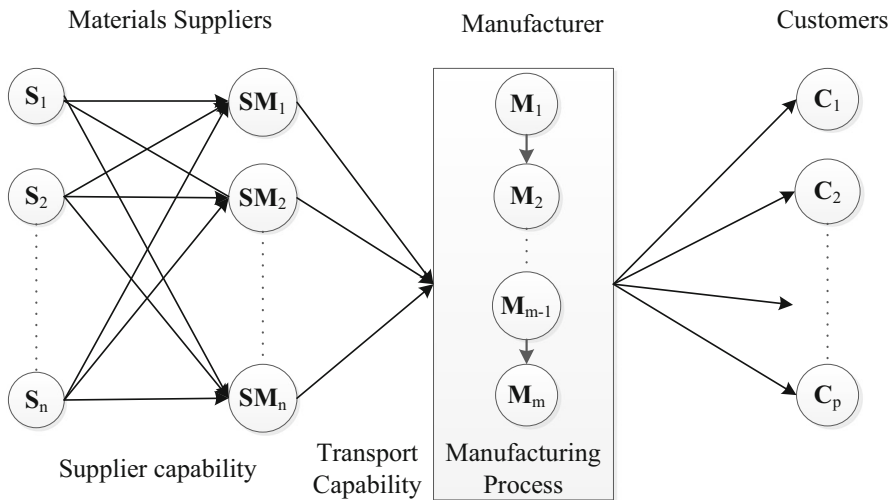 Materials Suppliers
Manufacturer
Customers
S1
SM1
M1
C1
S2
SM2
M2
C2
Mm-1
Sn
SMn
Mm
Cp
Supplier capability
Transport
Capability
Manufacturing
Process